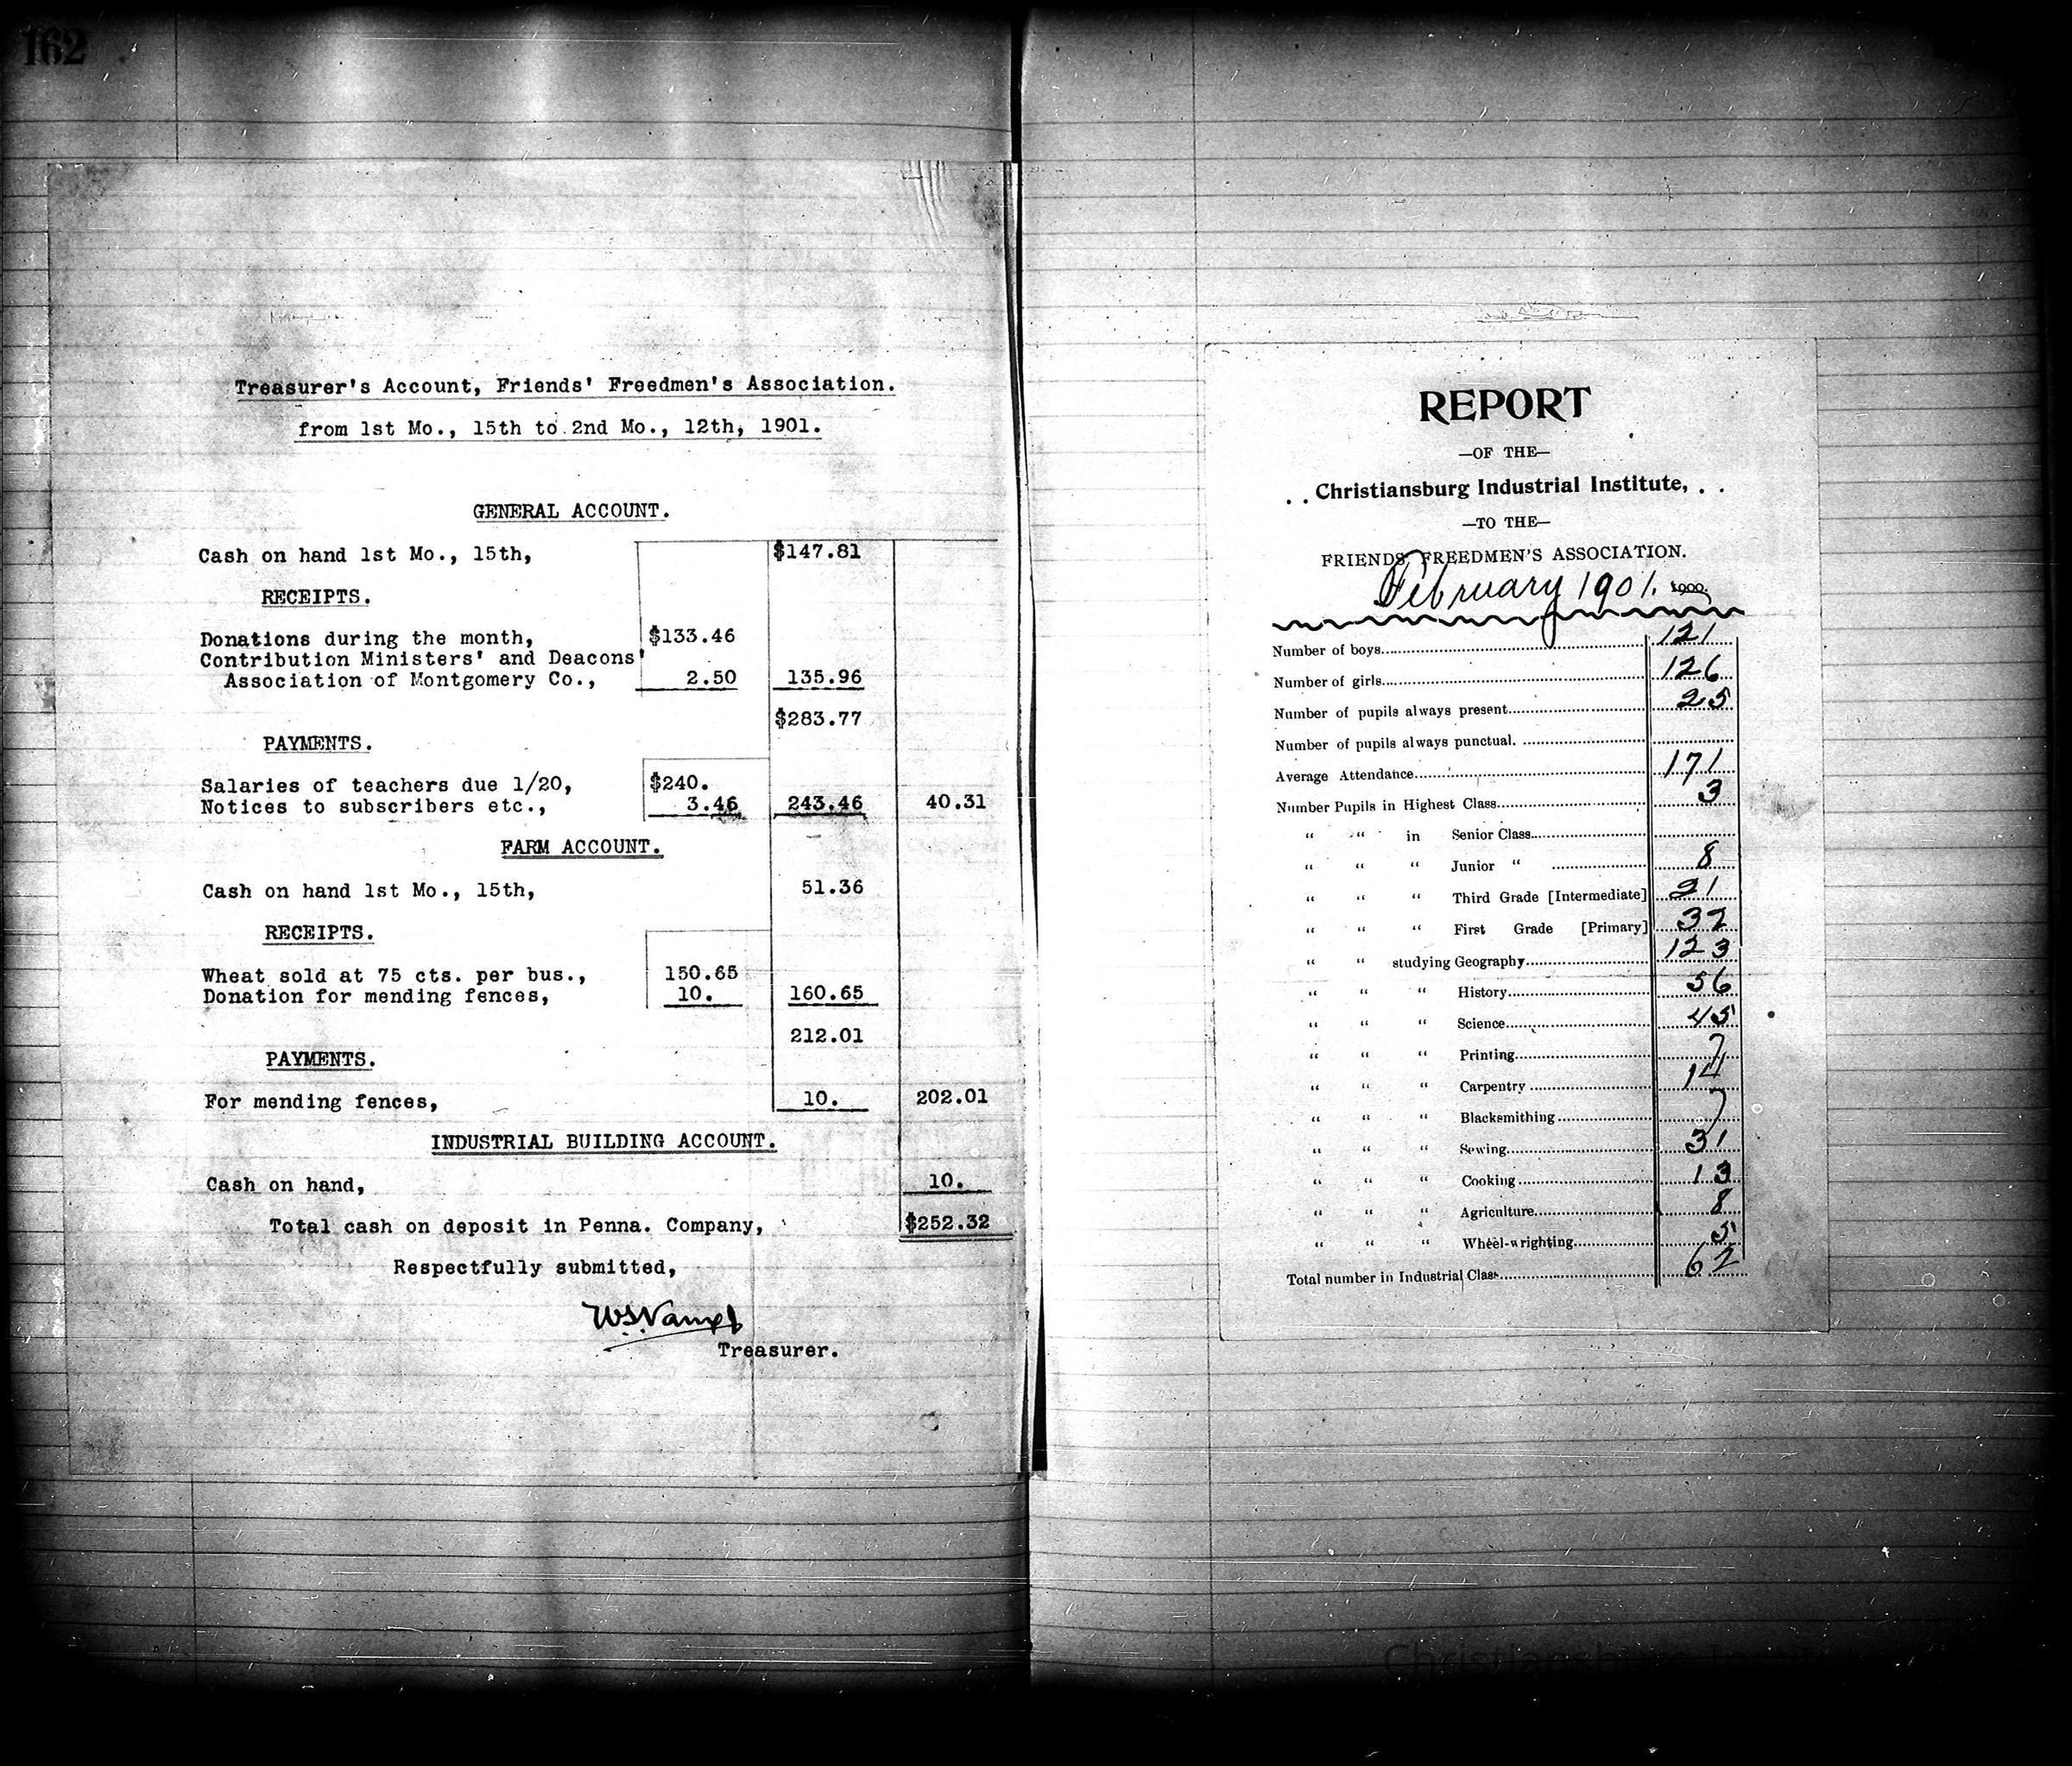 162
Treasurer's Account, Friends' Freedmen's Association.
from 1st Mo., 15th to 2nd Mo., 12th, 1901.
GENERAL ACCOUNT.
Cash on hand 1st Mo., 15th, $147.81
RECEIPTS.
Donations during the month, $133.46
Contribution Ministers' and Deacons'
Association of Montgomery Co., 2.50 135.96
$283.77
PAYMENTS.
Salaries of teachers due 1/20, $240.
Notices to subscribers etc., 3.46 243.46 40.31
FARM ACCOUNT.
Cash on hand 1st Mo., 15th, 51.36
RECEIPTS.
Wheat sold at 75 cts. per bus., 150.65
Donation for mending fences, 10. 160.65
212.01
PAYMENTS.
For mending fences, 10. 202.01
INDUSTRIAL BUILDING ACCOUNT.
Cash on hand, 10.
Total cash on deposit in Penna. Company, $252.32
Respectfully submitted,
Treasurer.
REPORT
—OF THE—
. . Christiansburg Industrial Institute, . .
—TO THE—
FRIENDS' FREEDMEN'S ASSOCIATION.
February 1901. 1900.
Number of boys 121
Number of girls 126
Number of pupils always present 25
Number of pupils always punctual.
Average Attendance 171
Number Pupils in Highest Class 3
" " in Senior Class
" " " Junior " 8
" " " Third Grade [Intermediate] 21
" " " First Grade [Primary] 32
" " studying Geography 123
" " " History 56
" " " Science 45
" " " Printing 7
" " " Carpentry 14
" " " Blacksmithing 7
" " " Sewing 31
" " " Cooking 13
" " " Agriculture 8
" " " Wheel-wrighting 5
Total number in Industrial Class 62